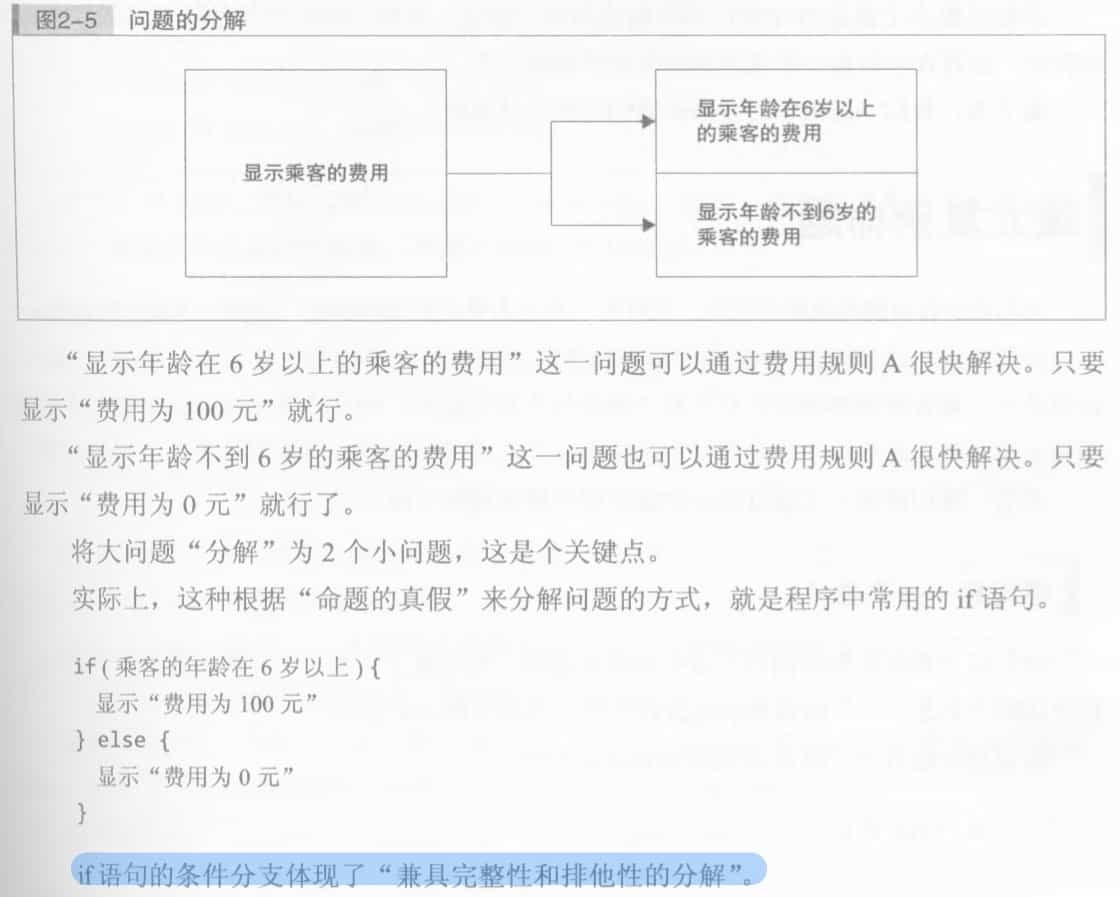 图2-5 问题的分解
显示乘客的费用
显示年龄在6岁以上
的乘客的费用
显示年龄不到6岁的
乘客的费用
“显示年龄在 6 岁以上的乘客的费用”这一问题可以通过费用规则 A 很快解决。只要
显示“费用为 100 元”就行。
“显示年龄不到 6 岁的乘客的费用”这一问题也可以通过费用规则 A 很快解决。只要
显示“费用为 0 元”就行了。
将大问题“分解”为 2 个小问题，这是个关键点。
实际上，这种根据“命题的真假”来分解问题的方式，就是程序中常用的 if 语句。
if(乘客的年龄在 6 岁以上){
显示“费用为 100 元”
} else {
显示“费用为 0 元”
}
if 语句的条件分支体现了“兼具完整性和排他性的分解”。